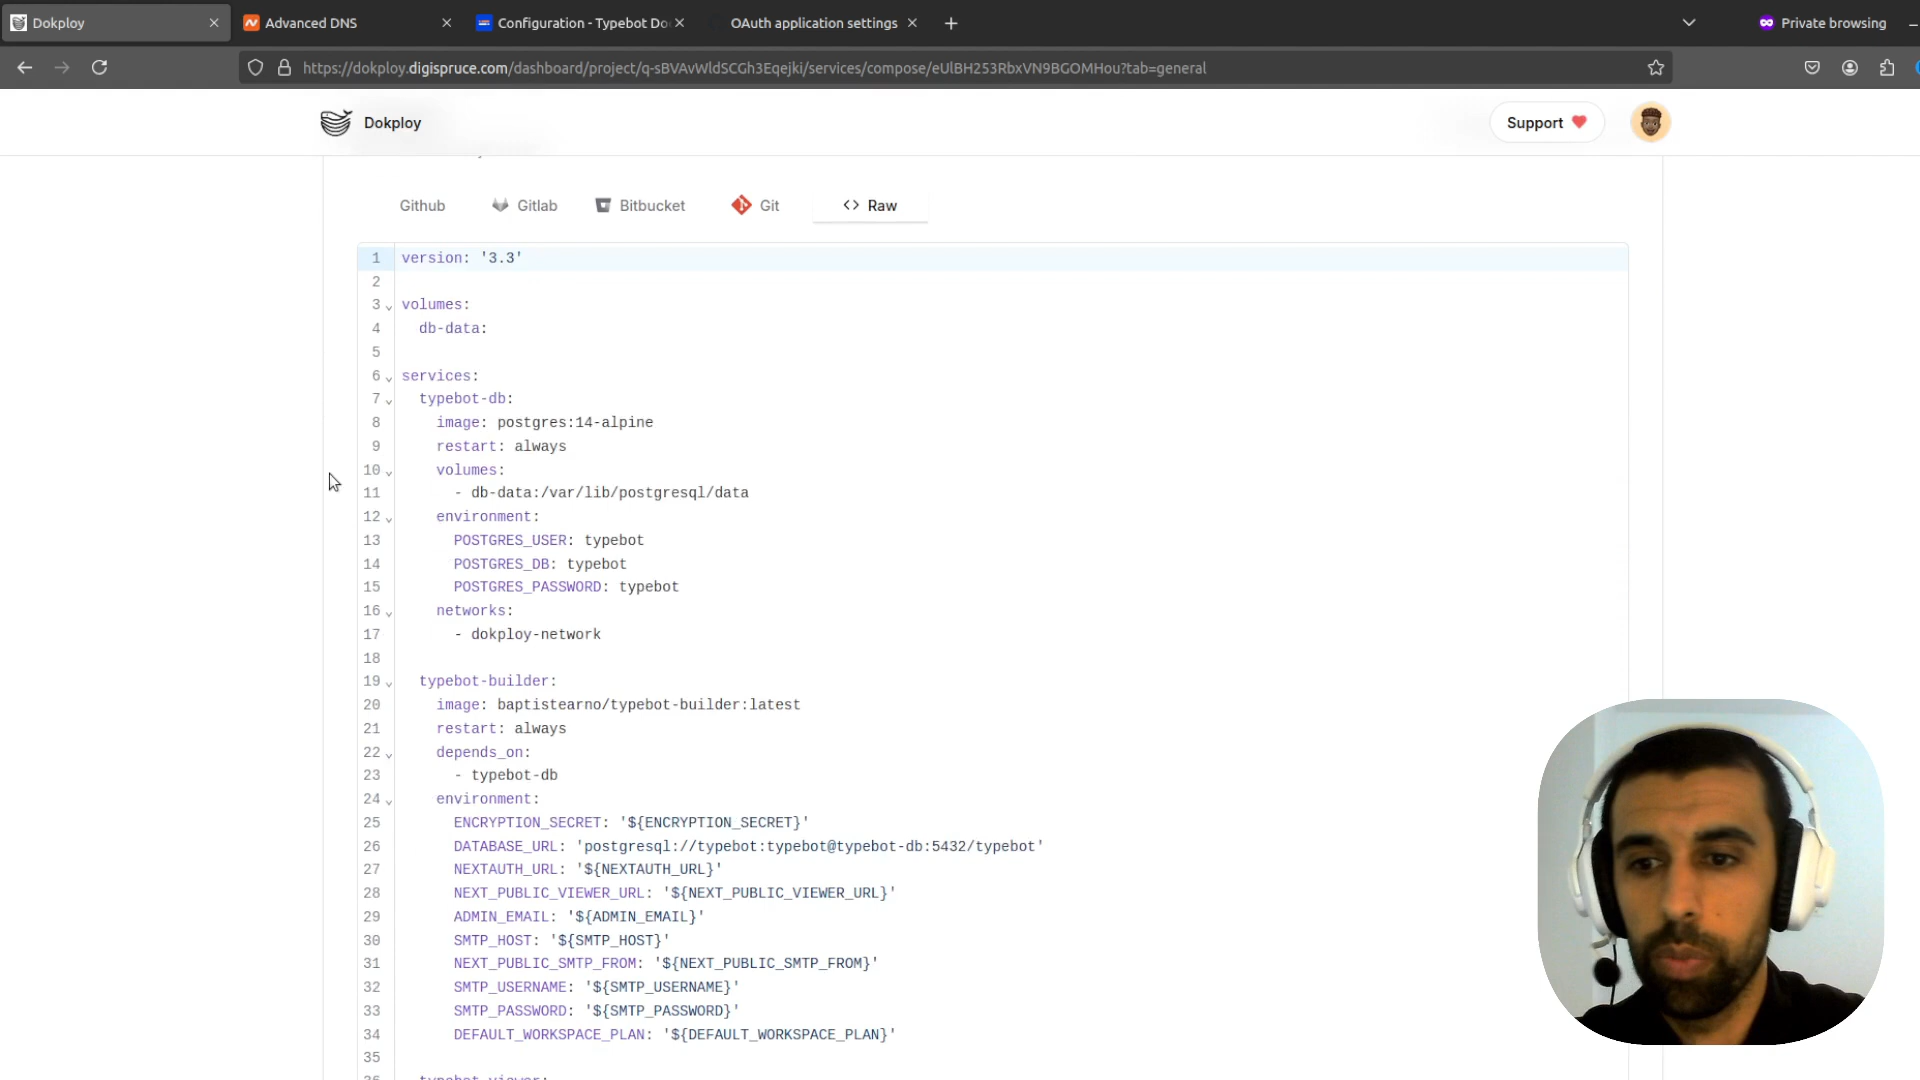 Dokploy
Advanced DNS
Configuration - Typebot Do
OAuth application settings
Private browsing
https://dokploy.digispruce.com/dashboard/project/q-sBVAvWldSCGh3Eqejki/services/compose/eUlBH253RbxVN9BGOMHou?tab=general
Dokploy
Support
Github
Gitlab
Bitbucket
Git
<> Raw
1 version: '3.3'
2
3 volumes:
4 db-data:
5
6 services:
7 typebot-db:
8 image: postgres:14-alpine
9 restart: always
10 volumes:
11 - db-data:/var/lib/postgresql/data
12 environment:
13 POSTGRES_USER: typebot
14 POSTGRES_DB: typebot
15 POSTGRES_PASSWORD: typebot
16 networks:
17 - dokploy-network
18
19 typebot-builder:
20 image: baptistearno/typebot-builder:latest
21 restart: always
22 depends_on:
23 - typebot-db
24 environment:
25 ENCRYPTION_SECRET: '${ENCRYPTION_SECRET}'
26 DATABASE_URL: 'postgresql://typebot:typebot@typebot-db:5432/typebot'
27 NEXTAUTH_URL: '${NEXTAUTH_URL}'
28 NEXT_PUBLIC_VIEWER_URL: '${NEXT_PUBLIC_VIEWER_URL}'
29 ADMIN_EMAIL: '${ADMIN_EMAIL}'
30 SMTP_HOST: '${SMTP_HOST}'
31 NEXT_PUBLIC_SMTP_FROM: '${NEXT_PUBLIC_SMTP_FROM}'
32 SMTP_USERNAME: '${SMTP_USERNAME}'
33 SMTP_PASSWORD: '${SMTP_PASSWORD}'
34 DEFAULT_WORKSPACE_PLAN: '${DEFAULT_WORKSPACE_PLAN}'
35
36 typebot-viewer: